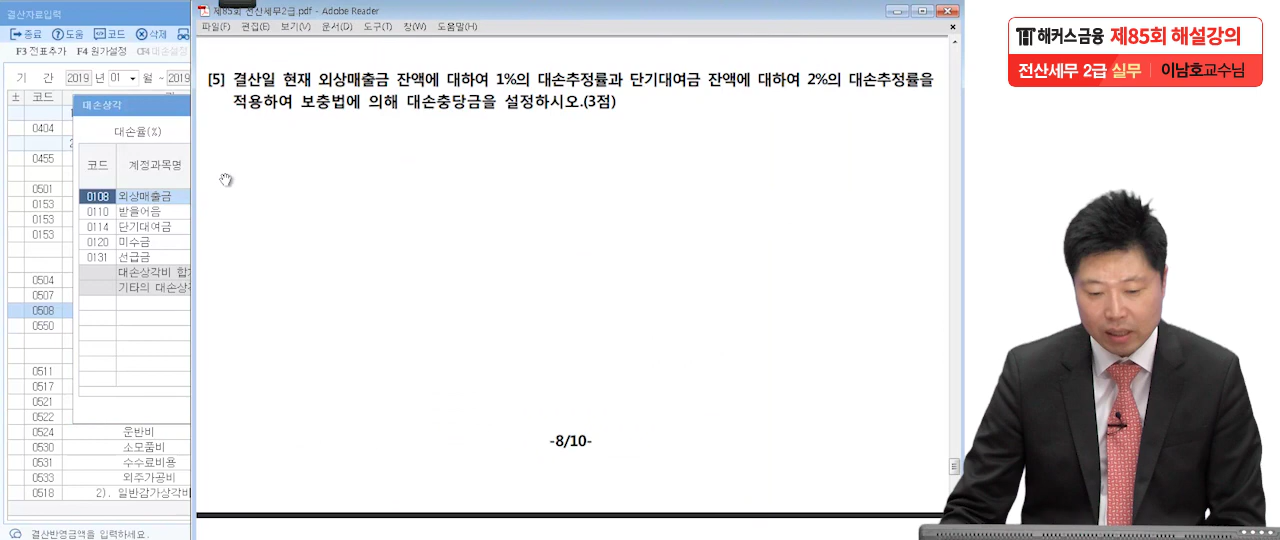 결산자료입력
종료 도움 코드 삭제
F3 전표추가 F4 원가설정 CF4 대손설정
기 간 2019 년 01 월 ~ 2019
± 코드
0404
0455
0501
0153
0153
0153
0504
0507
0508
0550
0511
0517
0521
0522
0524 운반비
0530 소모품비
0531 수수료비용
0533 외주가공비
0518 2). 일반감가상각비
결산반영금액을 입력하세요.
대손상각
대손율(%)
코드 계정과목명
0108 외상매출금
0110 받을어음
0114 단기대여금
0120 미수금
0131 선급금
대손상각비 합
기타의 대손상
제85회 전산세무2급.pdf - Adobe Reader
파일(F) 편집(E) 보기(V) 문서(D) 도구(T) 창(W) 도움말(H)
[5] 결산일 현재 외상매출금 잔액에 대하여 1%의 대손추정률과 단기대여금 잔액에 대하여 2%의 대손추정률을
적용하여 보충법에 의해 대손충당금을 설정하시오.(3점)
-8/10-
해커스금융 제85회 해설강의
전산세무 2급 실무 | 이남호교수님